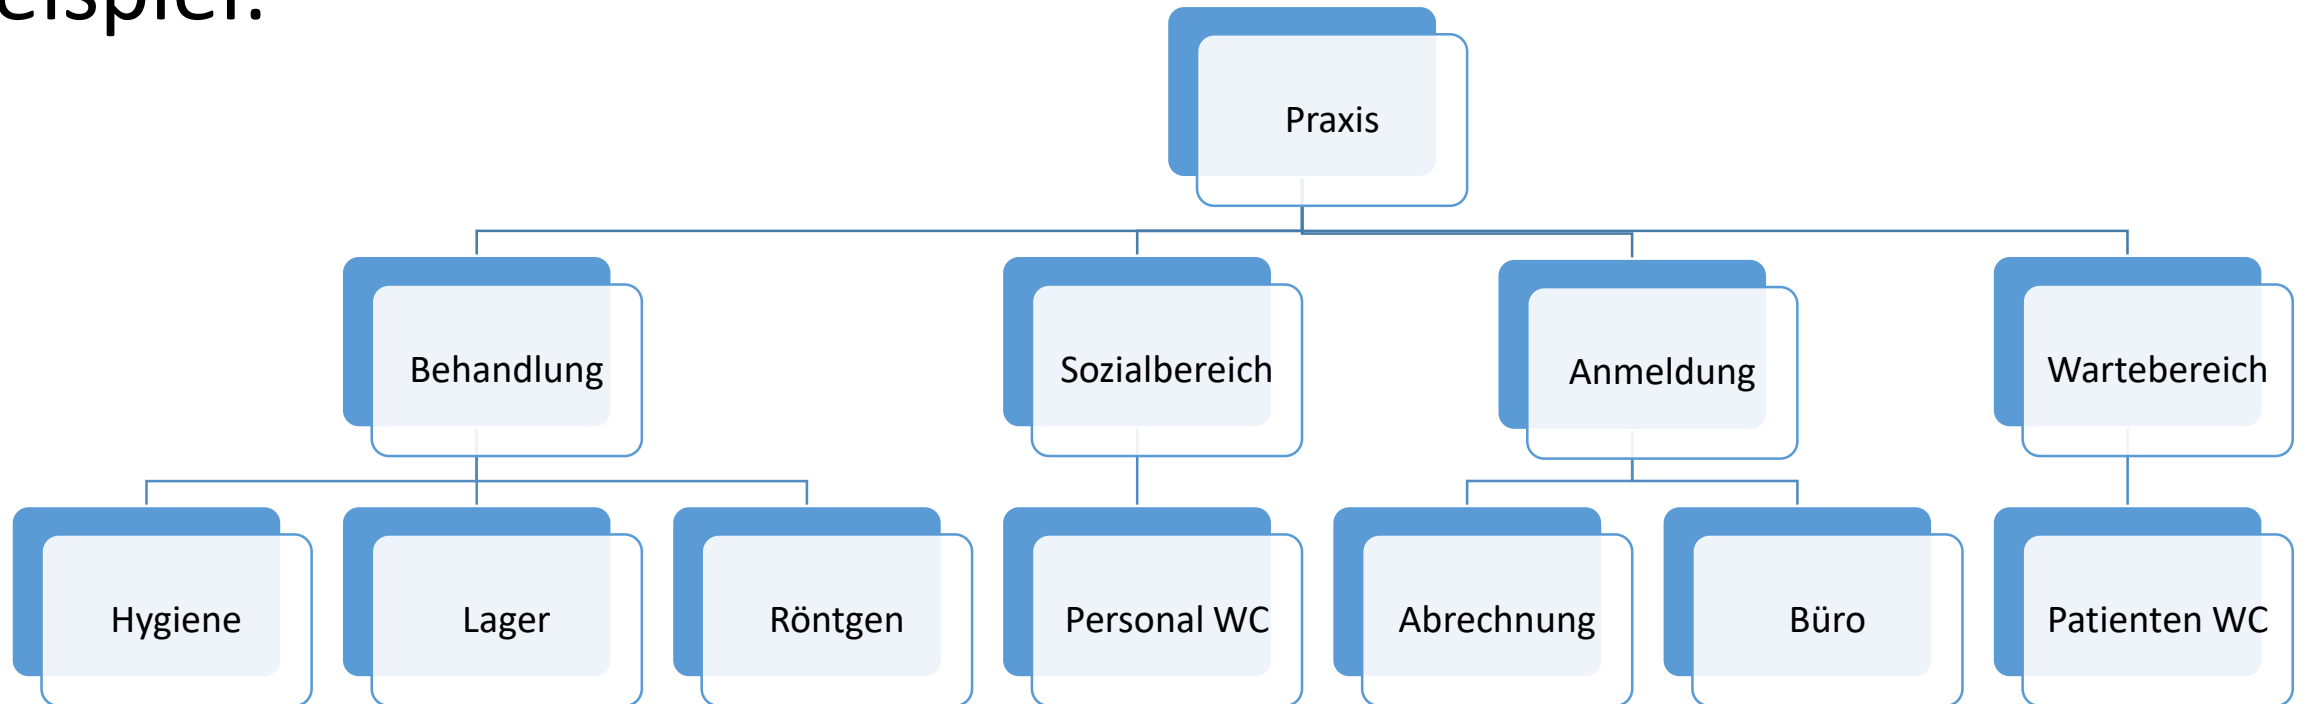 Praxis
Behandlung
Sozialbereich
Anmeldung
Wartebereich
Hygiene
Lager
Röntgen
Personal WC
Abrechnung
Büro
Patienten WC